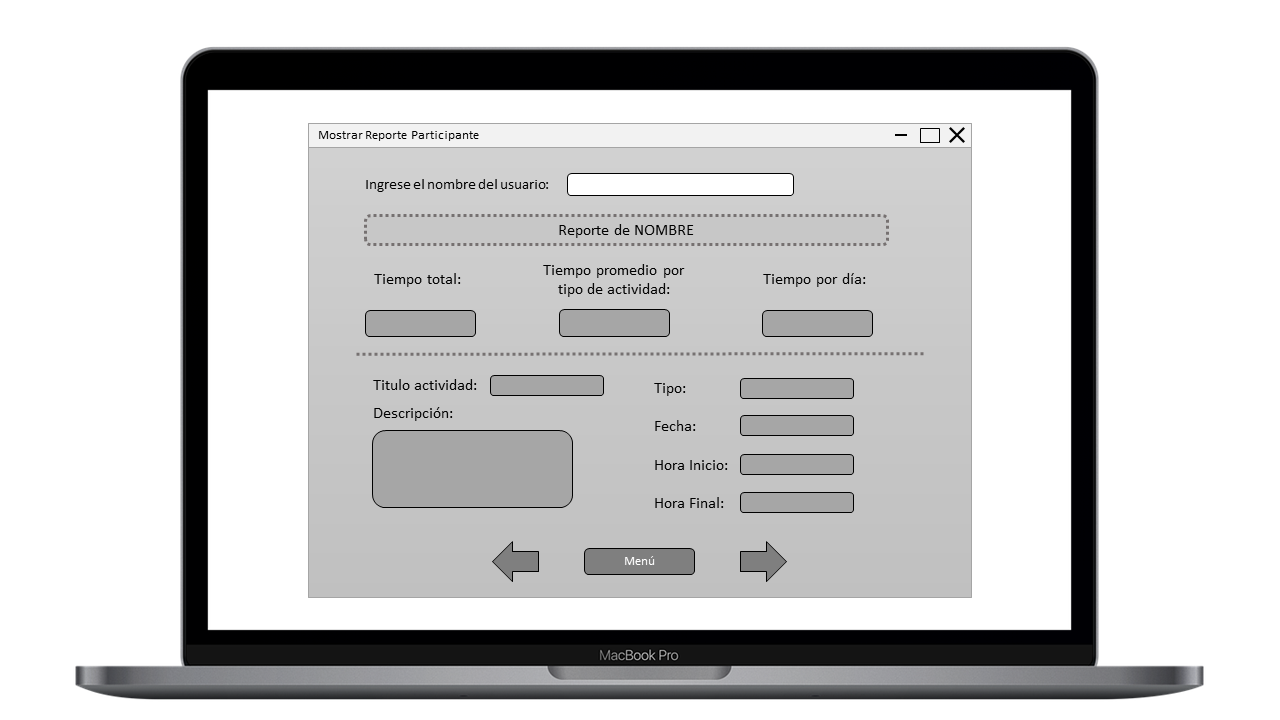 Mostrar Reporte Participante
Ingrese el nombre del usuario:
Reporte de NOMBRE
Tiempo total:
Tiempo promedio por
tipo de actividad:
Tiempo por día:
Titulo actividad:
Descripción:
Tipo:
Fecha:
Hora Inicio:
Hora Final:
Menú
MacBook Pro